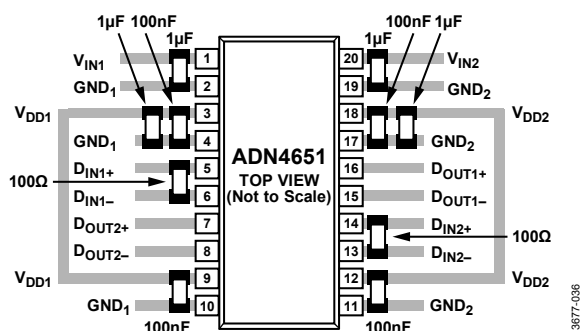 1µF 100nF
1µF
100nF 1µF
1µF
V_IN1 1
GND_1 2
V_DD1 3
GND_1 4
D_IN1+ 5
100Ω
D_IN1– 6
D_OUT2+ 7
D_OUT2– 8
V_DD1 9
GND_1 10
100nF
ADN4651
TOP VIEW
(Not to Scale)
20 V_IN2
19 GND_2
18 V_DD2
17 GND_2
16 D_OUT1+
15 D_OUT1–
14 D_IN2+
100Ω
13 D_IN2–
12 V_DD2
11 GND_2
100nF
3677-036